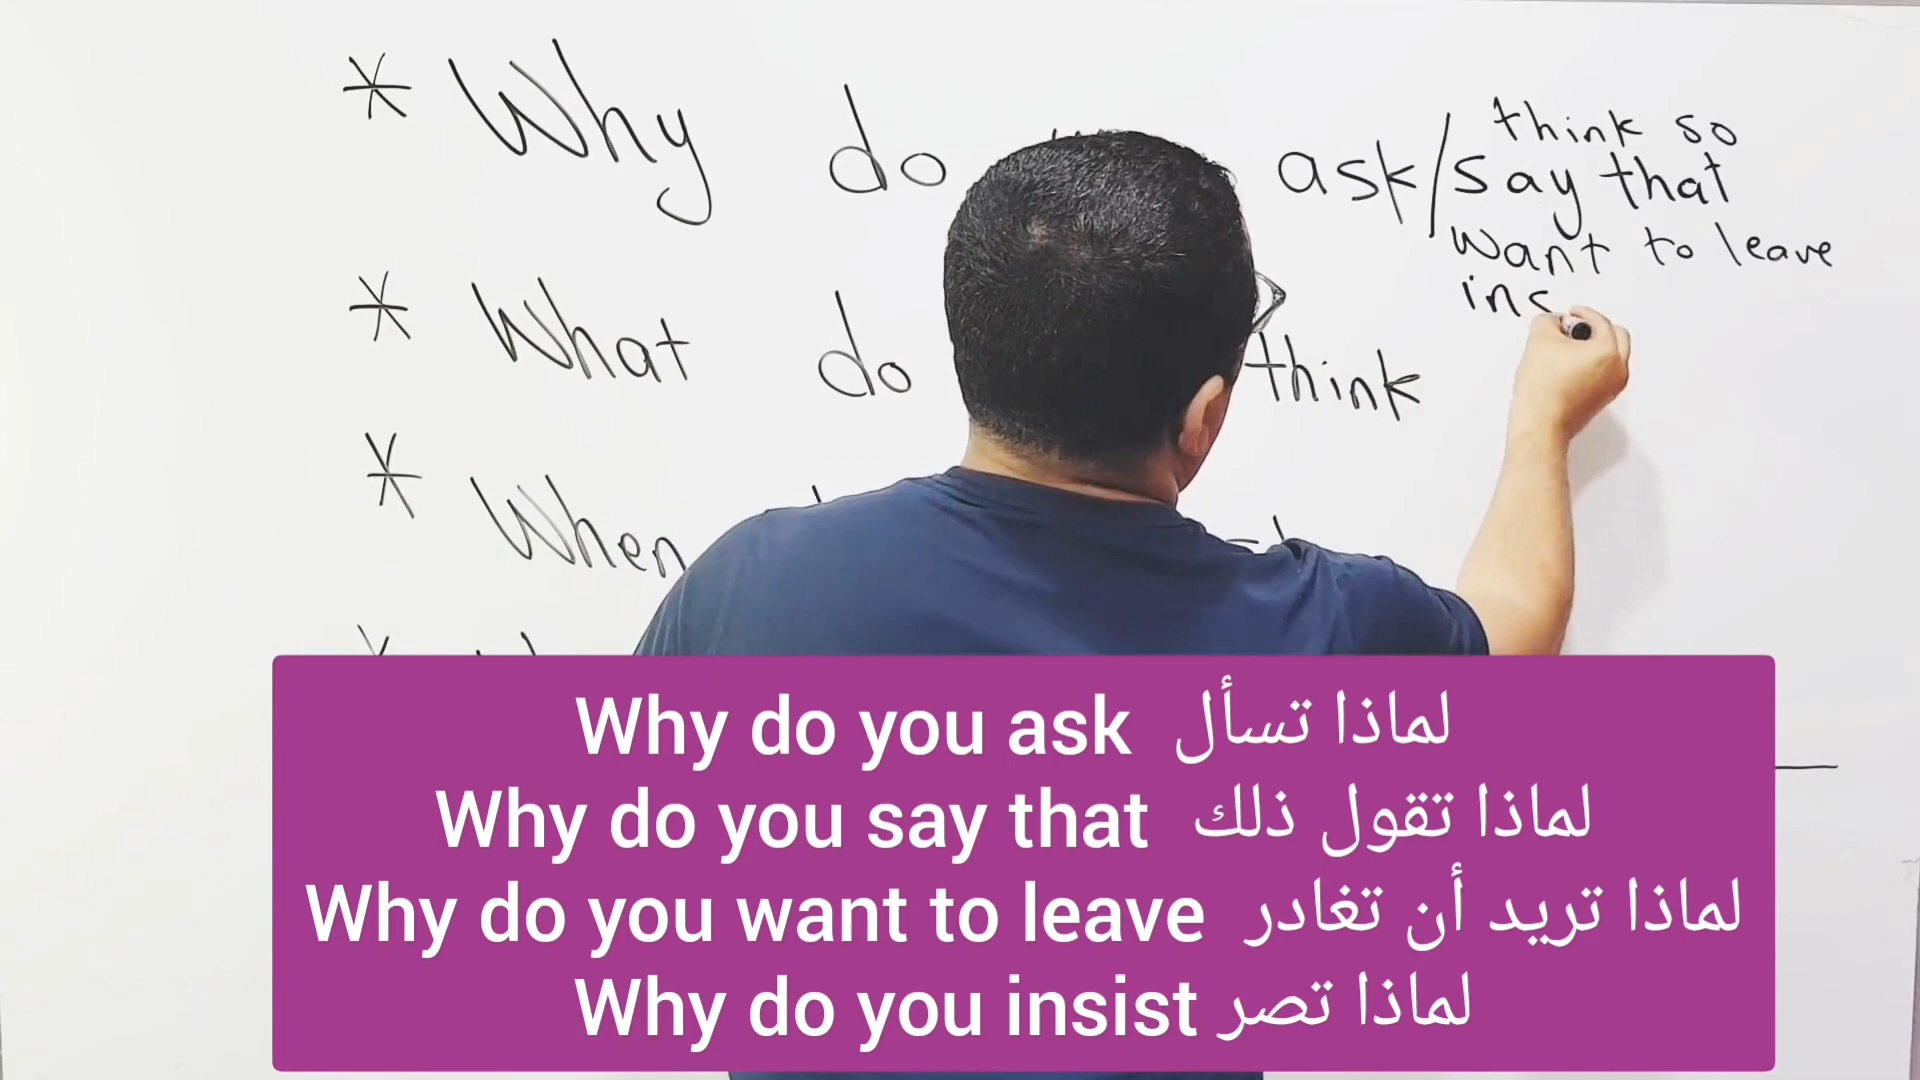 * Why do ask/ think so
say that
want to leave
ins
* What do think
* When
*
Why do you ask لماذا تسأل
Why do you say that لماذا تقول ذلك
Why do you want to leave لماذا تريد أن تغادر
Why do you insist لماذا تصر